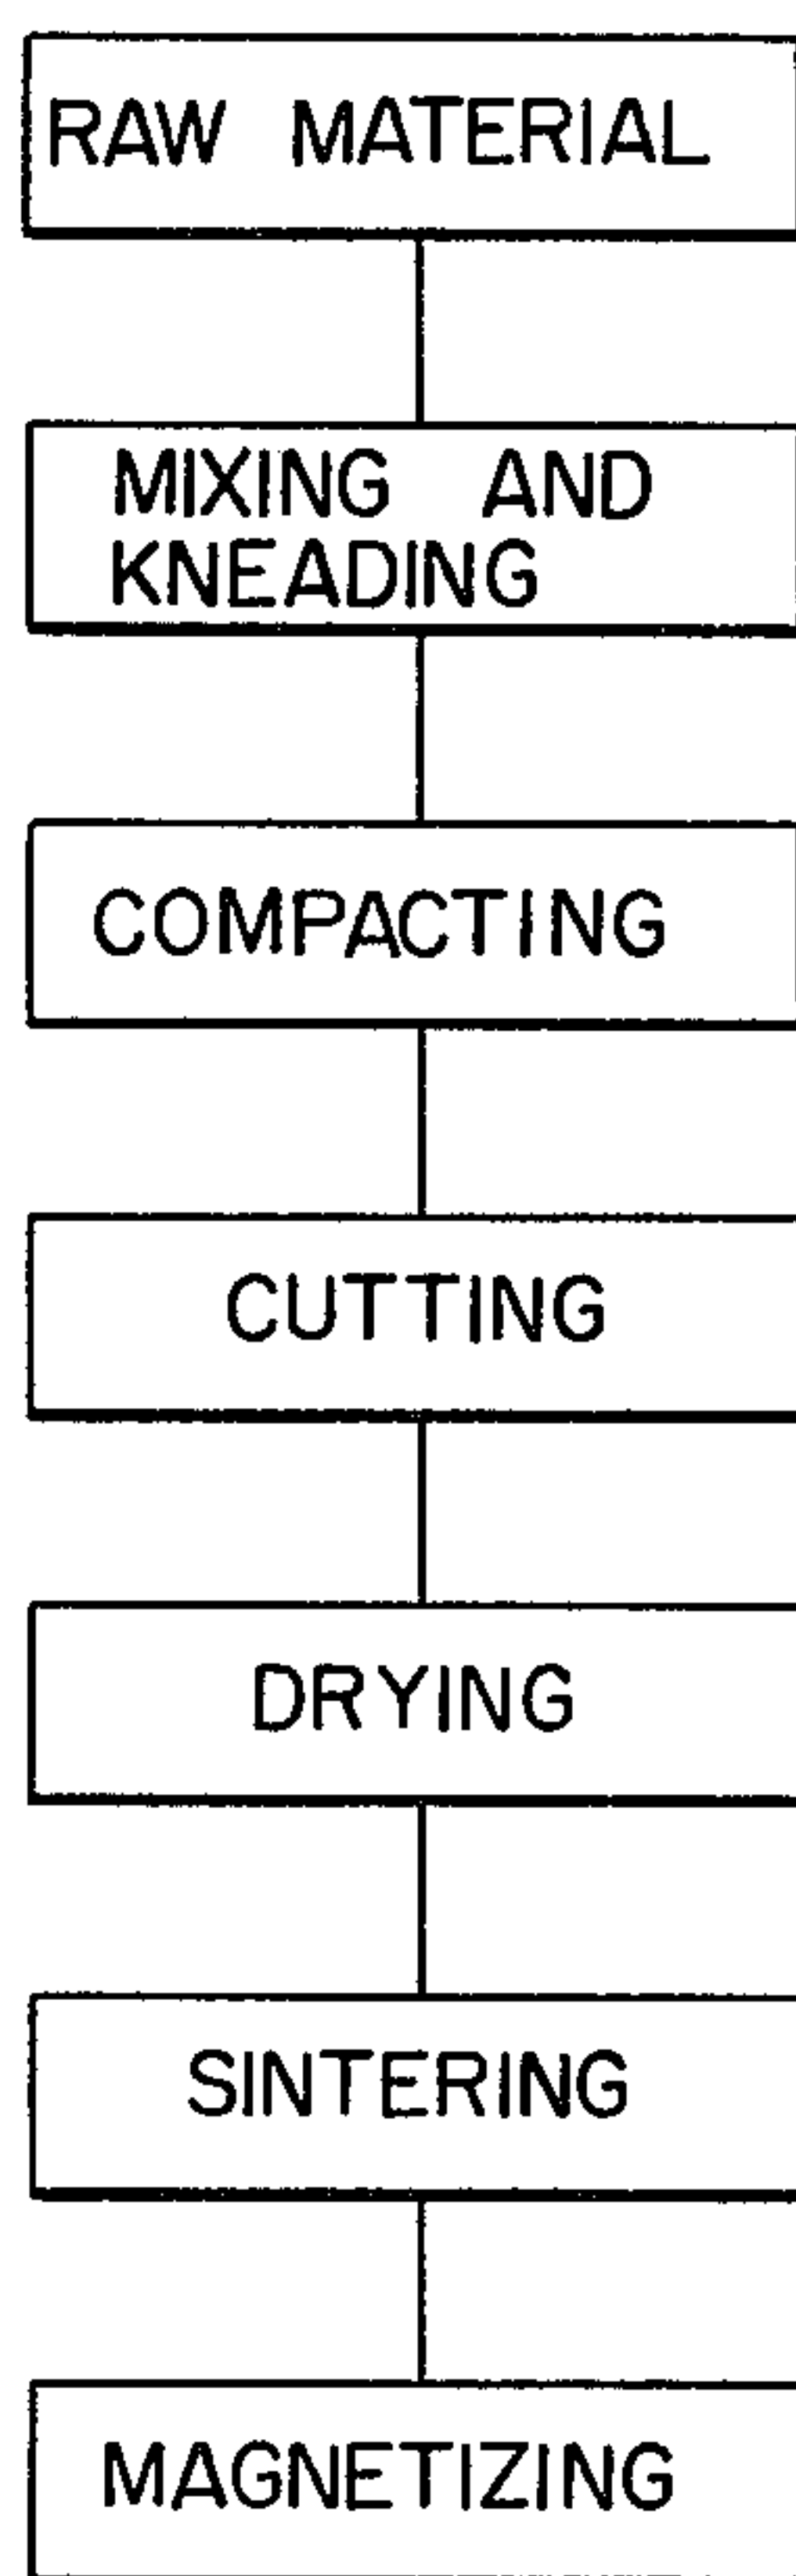 RAW MATERIAL
MIXING AND
KNEADING
COMPACTING
CUTTING
DRYING
SINTERING
MAGNETIZING